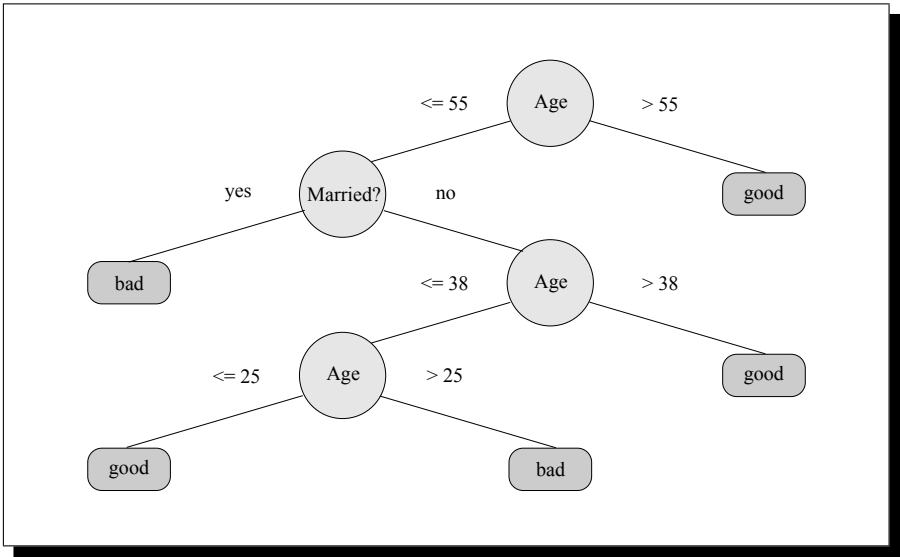 <= 55 Age > 55
yes Married? no good
bad <= 38 Age > 38
<= 25 Age > 25 good
good bad